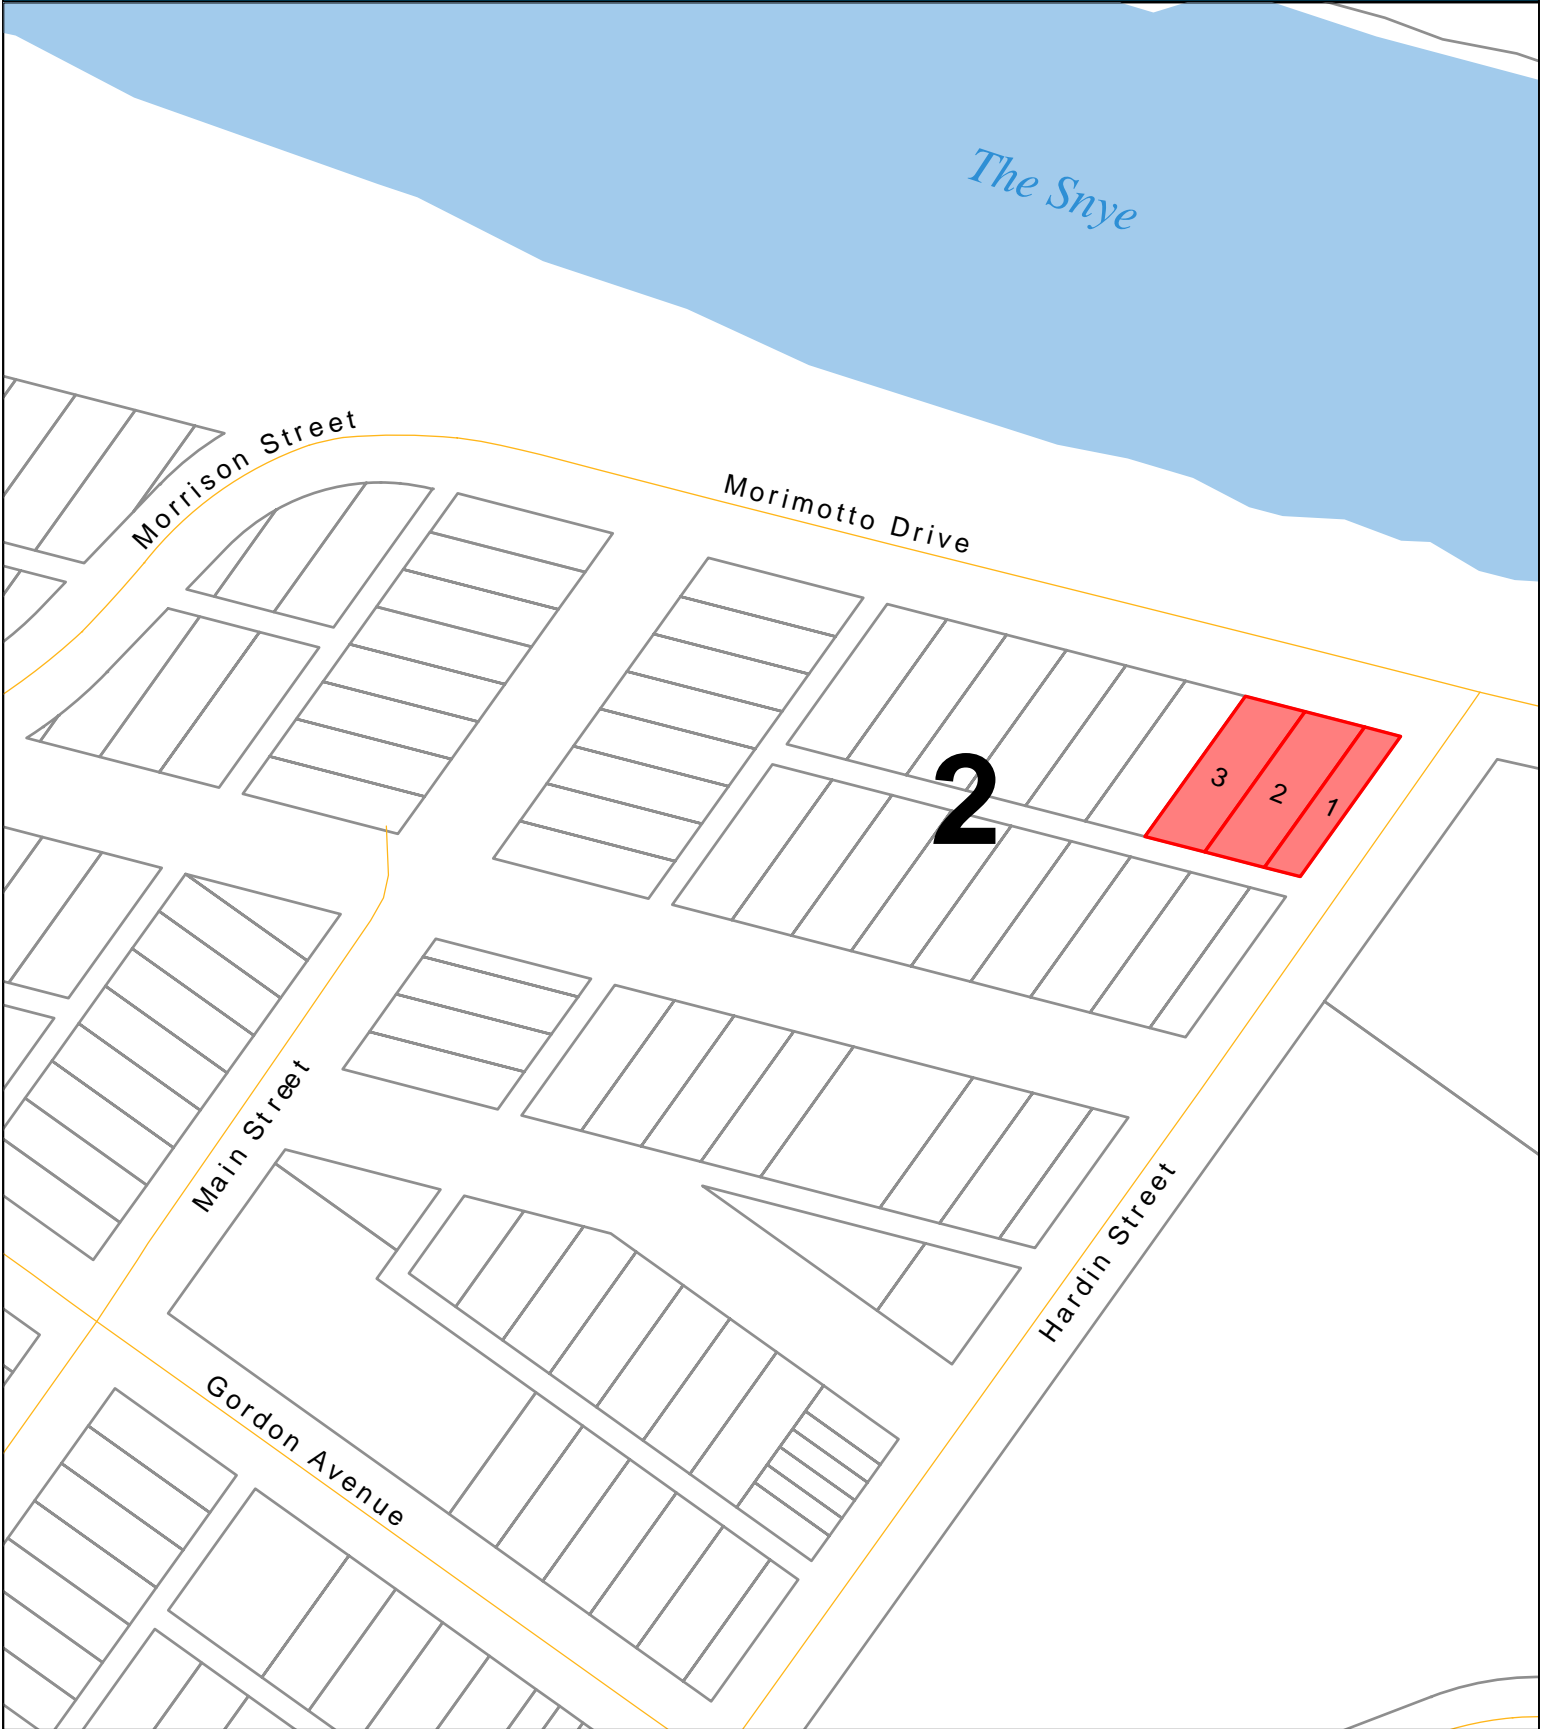 The Snye
Morrison Street
Morimotto Drive
2
3
2
1
Main Street
Hardin Street
Gordon Avenue